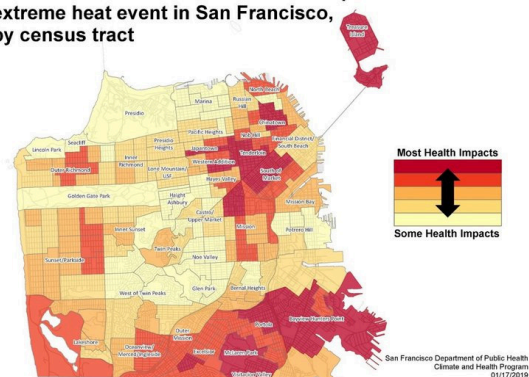 extreme heat event in San Francisco,
by census tract
Treasure
Island
North Beach
Marina
Russian
Hill
Presidio
Chinatown
Nob Hill
Financial District/
South Beach
Pacific Heights
Seacliff
Lincoln Park
Presidio
Heights
Japantown
Tenderloin
Outer Richmond
Inner
Richmond
Western Addition
Lone Mountain/
USF
South of
Market
Hayes Valley
Golden Gate Park
Haight
Ashbury
Mission Bay
Castro/
Upper Market
Inner Sunset
Mission
Potrero Hill
Twin Peaks
Noe Valley
Sunset/Parkside
Glen Park
Bernal Heights
West of Twin Peaks
Bayview Hunters Point
Portola
Outer
Mission
Lakeshore
Oceanview/
Merced/Ingleside
Excelsior
McLaren Park
Visitacion Valley
Most Health Impacts
Some Health Impacts
San Francisco Department of Public Health
Climate and Health Program
01/17/2019